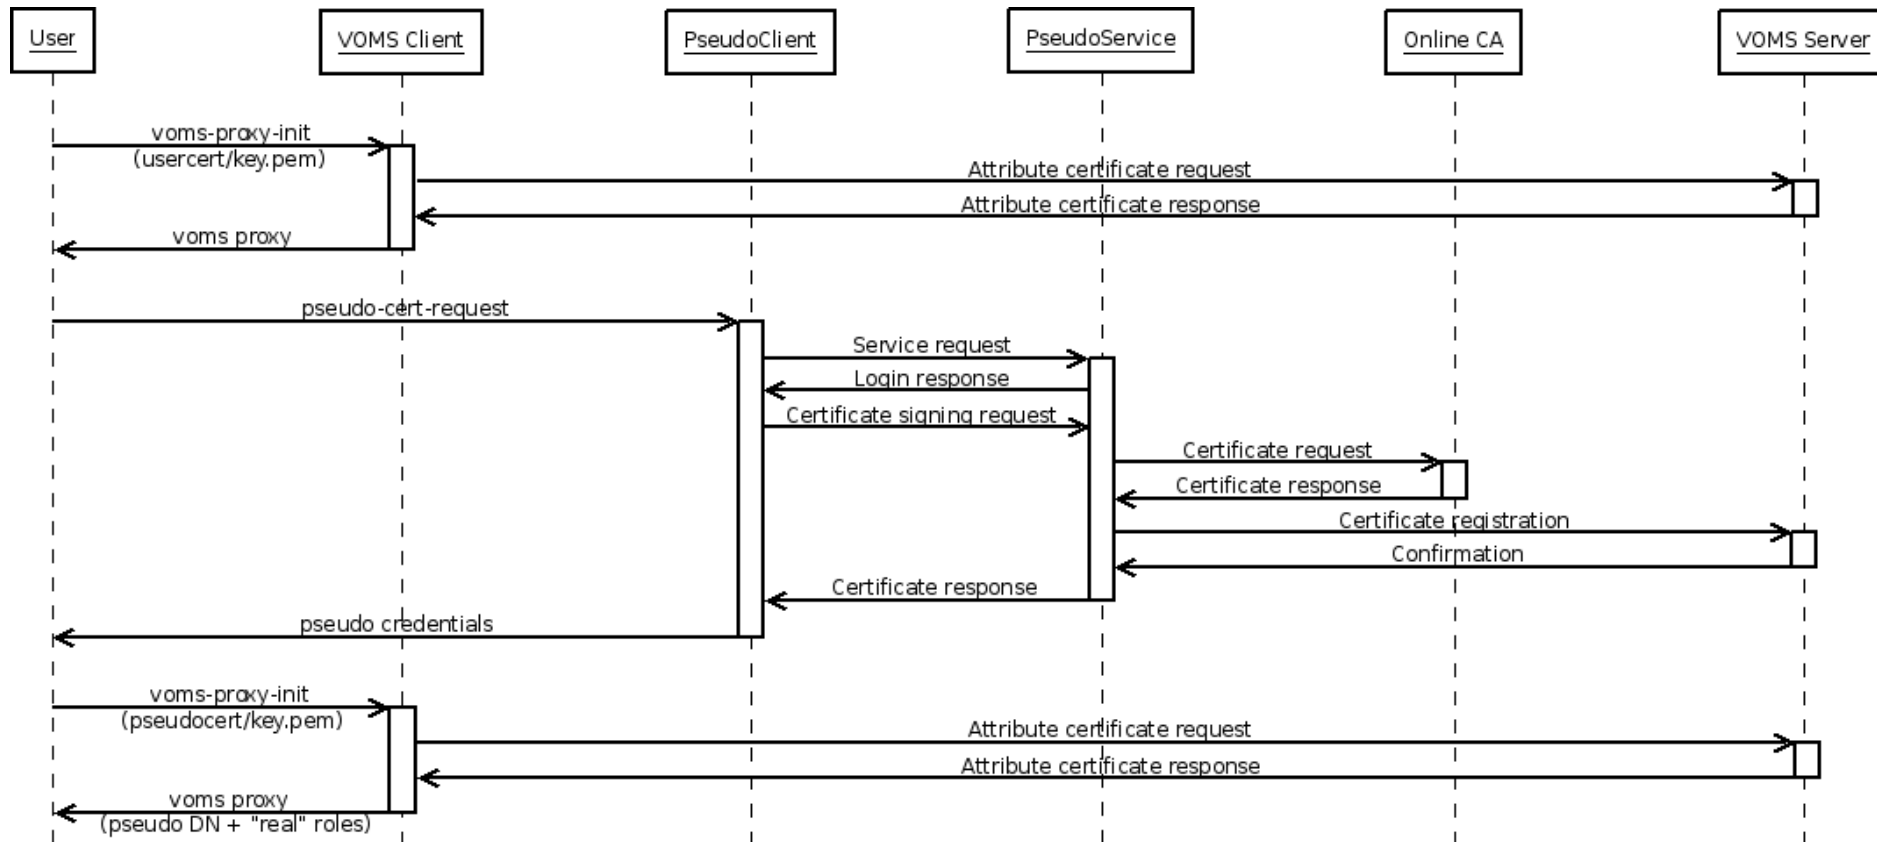 User
VOMS Client
PseudoClient
PseudoService
Online CA
VOMS Server
voms-proxy-init
(usercert/key.pem)
Attribute certificate request
Attribute certificate response
voms proxy
pseudo-cert-request
Service request
Login response
Certificate signing request
Certificate request
Certificate response
Certificate registration
Confirmation
Certificate response
pseudo credentials
voms-proxy-init
(pseudocert/key.pem)
Attribute certificate request
Attribute certificate response
voms proxy
(pseudo DN + "real" roles)